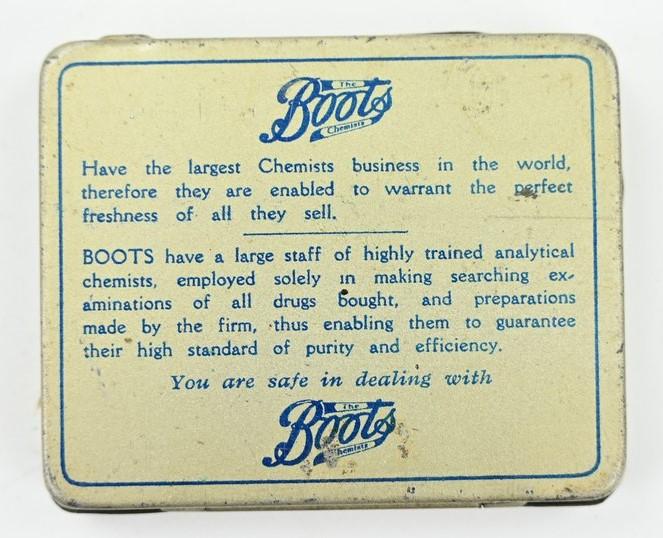 The
Boots
Chemists
Have the largest Chemists business in the world,
therefore they are enabled to warrant the perfect
freshness of all they sell.
BOOTS have a large staff of highly trained analytical
chemists, employed solely in making searching ex-
aminations of all drugs bought, and preparations
made by the firm, thus enabling them to guarantee
their high standard of purity and efficiency.
You are safe in dealing with
The
Boots
Chemists